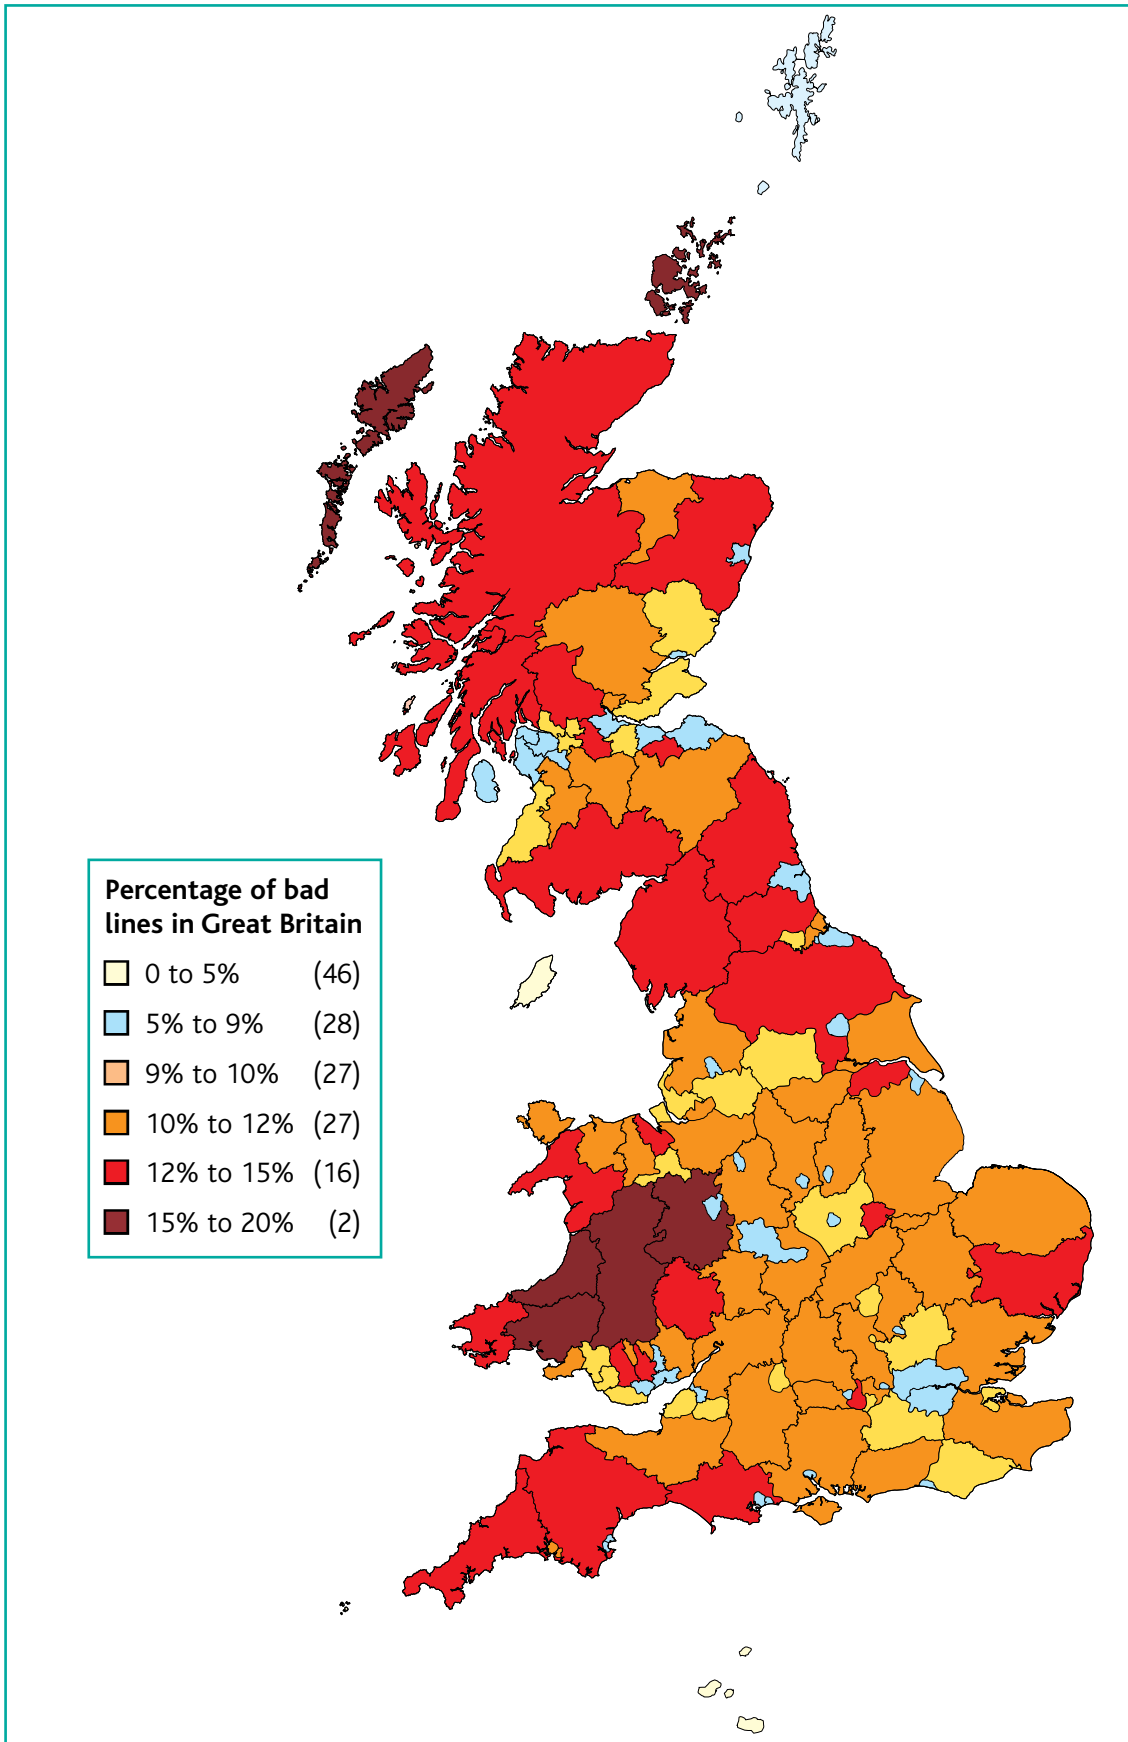 Percentage of bad
lines in Great Britain
0 to 5% (46)
5% to 9% (28)
9% to 10% (27)
10% to 12% (27)
12% to 15% (16)
15% to 20% (2)